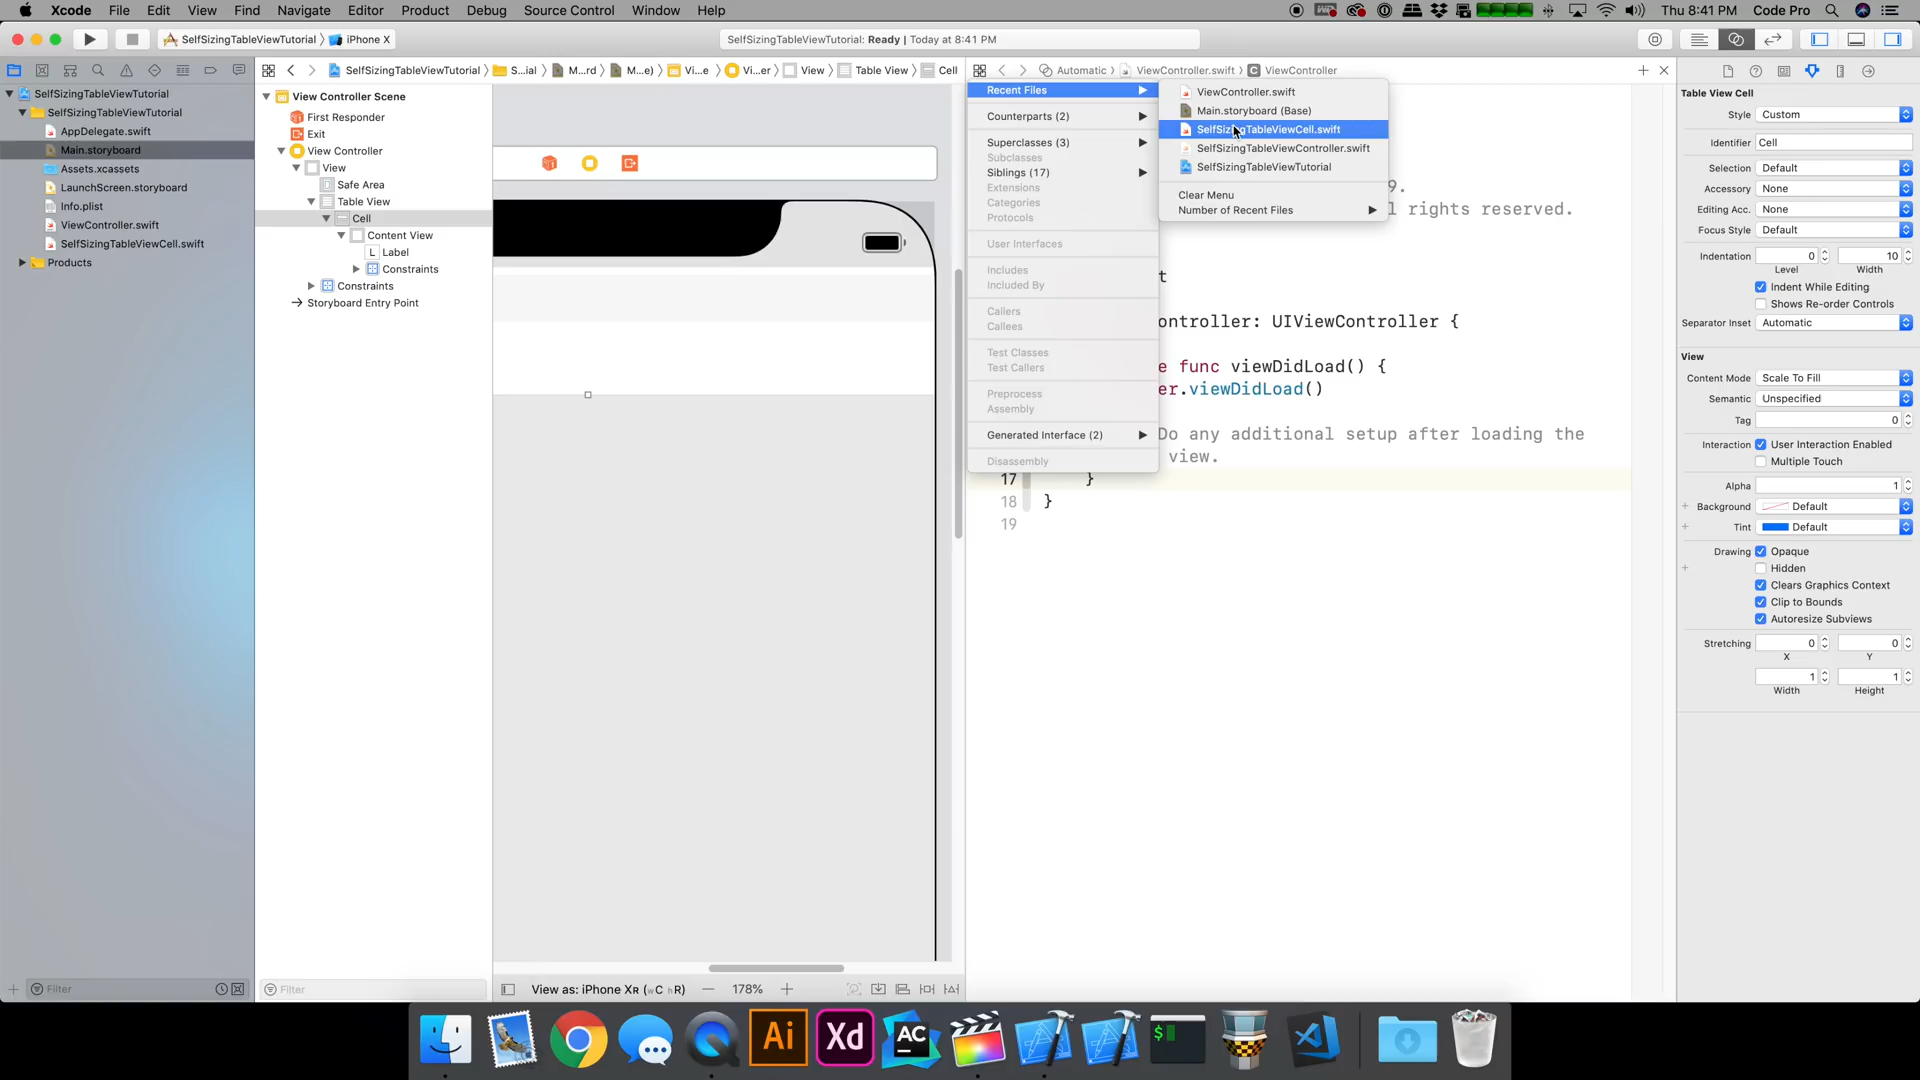 Xcode File Edit View Find Navigate Editor Product Debug Source Control Window Help Thu 8:41 PM Code Pro
SelfSizingTableViewTutorial iPhone X SelfSizingTableViewTutorial: Ready | Today at 8:41 PM
SelfSizingTableViewTutorial S...ial M...rd M...e) Vi...e Vi...er View Table View Cell Automatic ViewController.swift C ViewController
SelfSizingTableViewTutorial
SelfSizingTableViewTutorial
AppDelegate.swift
Main.storyboard
Assets.xcassets
LaunchScreen.storyboard
Info.plist
ViewController.swift
SelfSizingTableViewCell.swift
Products
View Controller Scene
First Responder
Exit
View Controller
View
Safe Area
Table View
Cell
Content View
L Label
Constraints
Constraints
Storyboard Entry Point
Recent Files
Counterparts (2)
Superclasses (3)
Subclasses
Siblings (17)
Extensions
Categories
Protocols
User Interfaces
Includes
Included By
Callers
Callees
Test Classes
Test Callers
Preprocess
Assembly
Generated Interface (2)
Disassembly
ViewController.swift
Main.storyboard (Base)
SelfSizingTableViewCell.swift
SelfSizingTableViewController.swift
SelfSizingTableViewTutorial
Clear Menu
Number of Recent Files
9.
l rights reserved.
t
ontroller: UIViewController {
e func viewDidLoad() {
er.viewDidLoad()
Do any additional setup after loading the
view.
17 }
18 }
19
Table View Cell
Style Custom
Identifier Cell
Selection Default
Accessory None
Editing Acc. None
Focus Style Default
Indentation 0 10
Level Width
Indent While Editing
Shows Re-order Controls
Separator Inset Automatic
View
Content Mode Scale To Fill
Semantic Unspecified
Tag 0
Interaction User Interaction Enabled
Multiple Touch
Alpha 1
Background Default
Tint Default
Drawing Opaque
Hidden
Clears Graphics Context
Clip to Bounds
Autoresize Subviews
Stretching 0 0
X Y
1 1
Width Height
Filter Filter View as: iPhone XR (wC hR) 178%
Ai Xd AC $